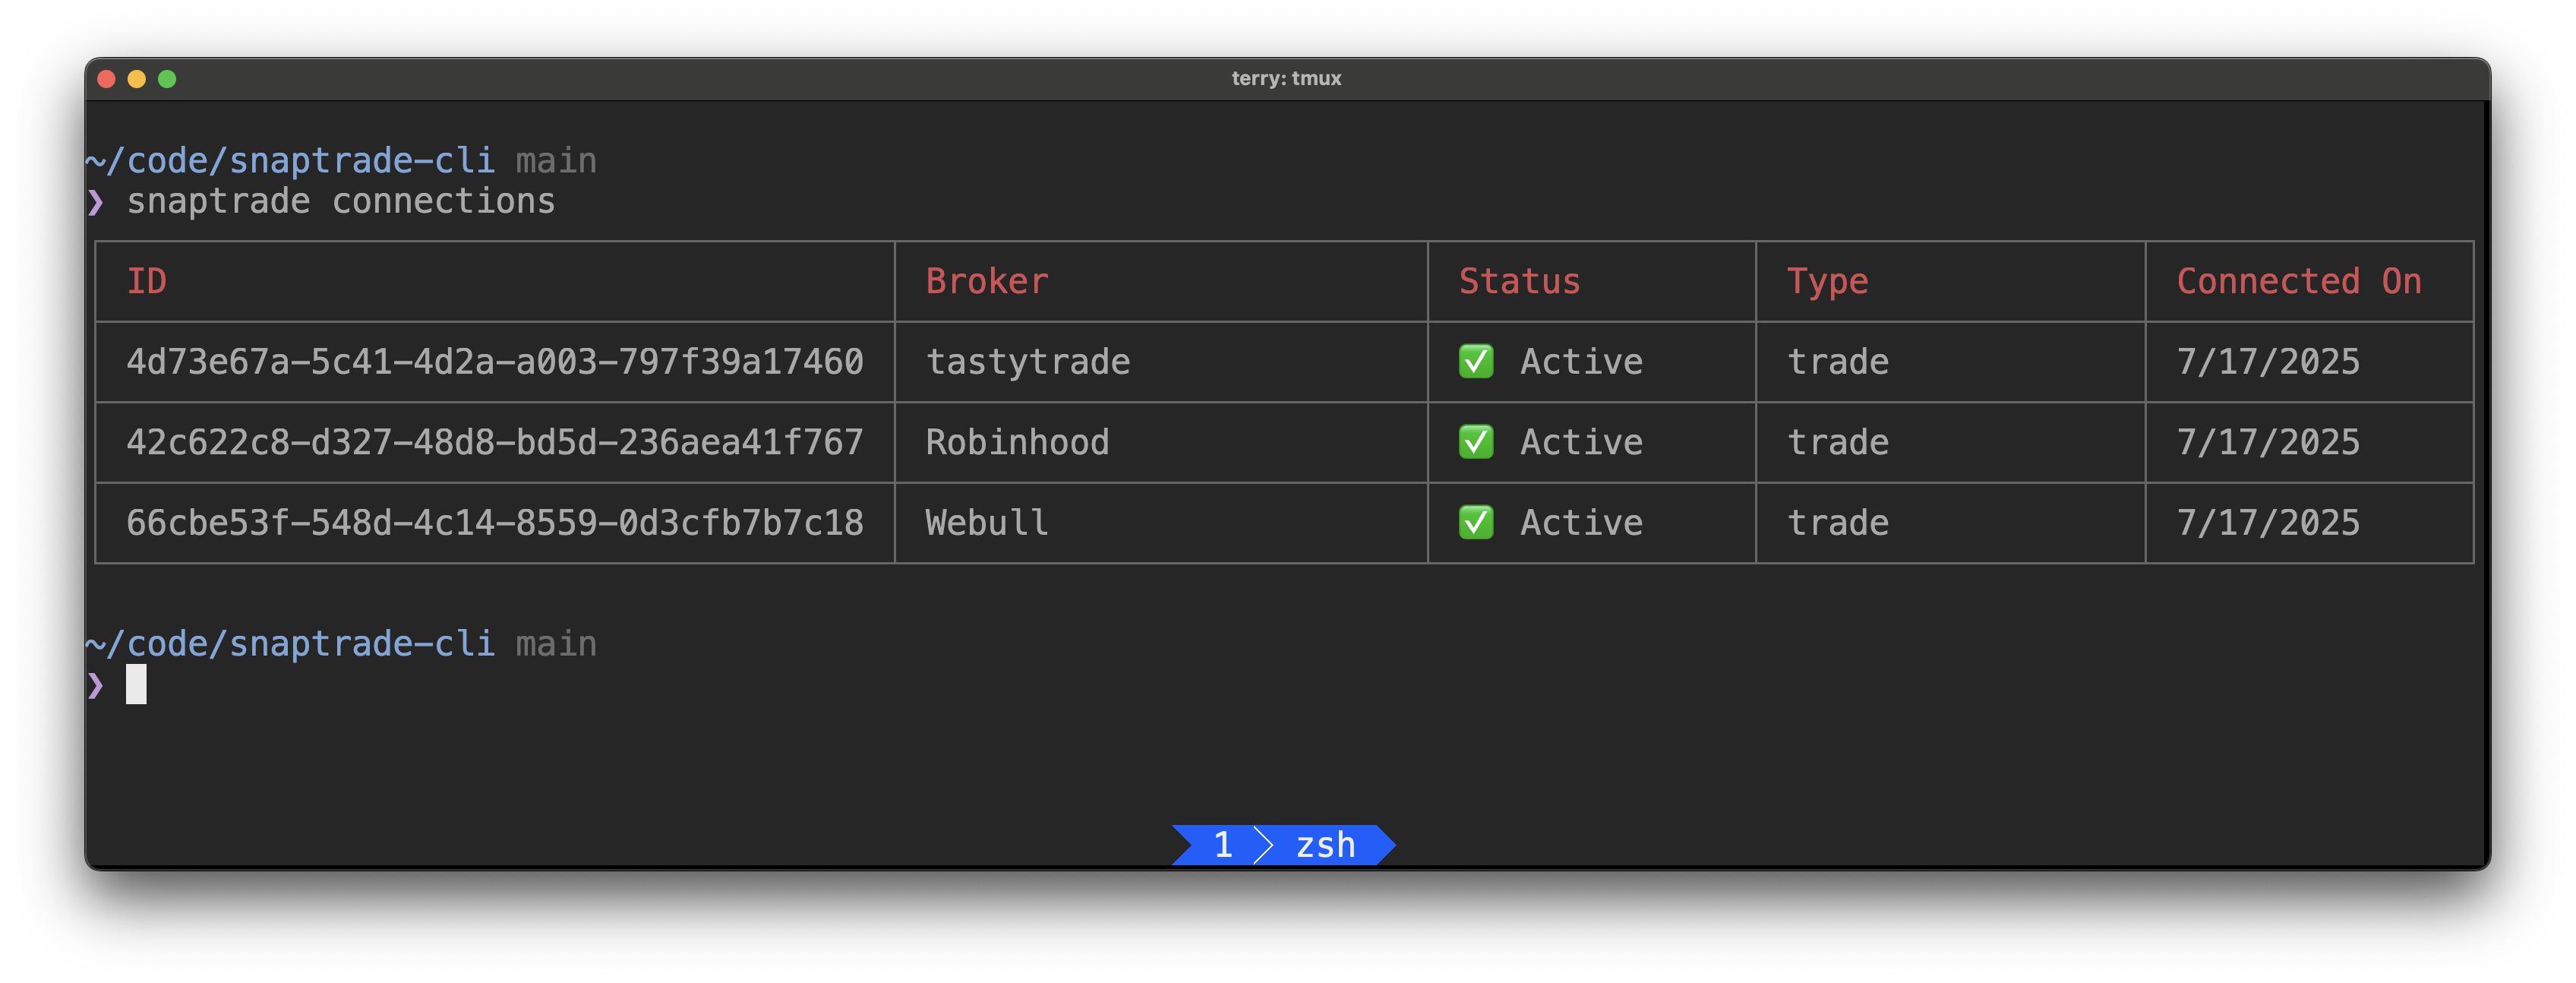 terry: tmux
~/code/snaptrade-cli main
❯ snaptrade connections
ID Broker Status Type Connected On
4d73e67a-5c41-4d2a-a003-797f39a17460 tastytrade ✅ Active trade 7/17/2025
42c622c8-d327-48d8-bd5d-236aea41f767 Robinhood ✅ Active trade 7/17/2025
66cbe53f-548d-4c14-8559-0d3cfb7b7c18 Webull ✅ Active trade 7/17/2025
~/code/snaptrade-cli main
❯
1 zsh